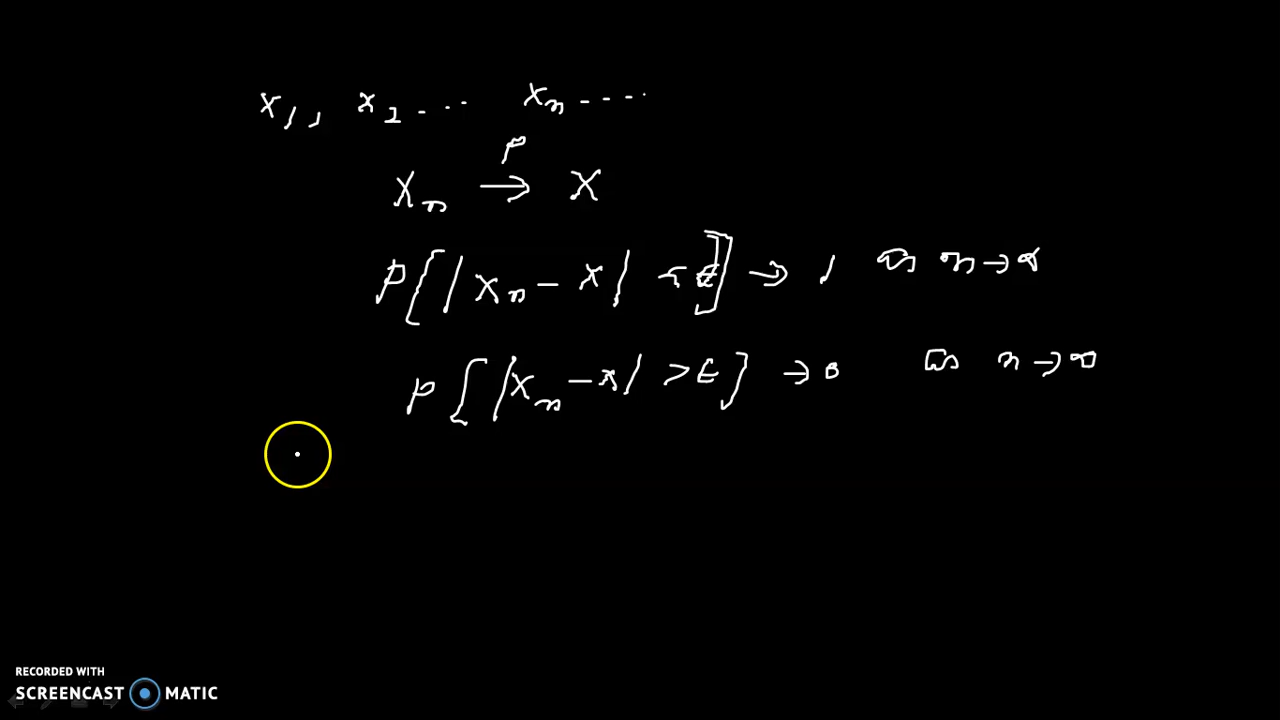 x₁, x₂ ... xₙ ....
Xₙ →ᵖ X
P[|Xₙ - X| < ε] → 1 as n → ∞
P[|Xₙ - X| > ε] → 0 as n → ∞
RECORDED WITH
SCREENCAST MATIC